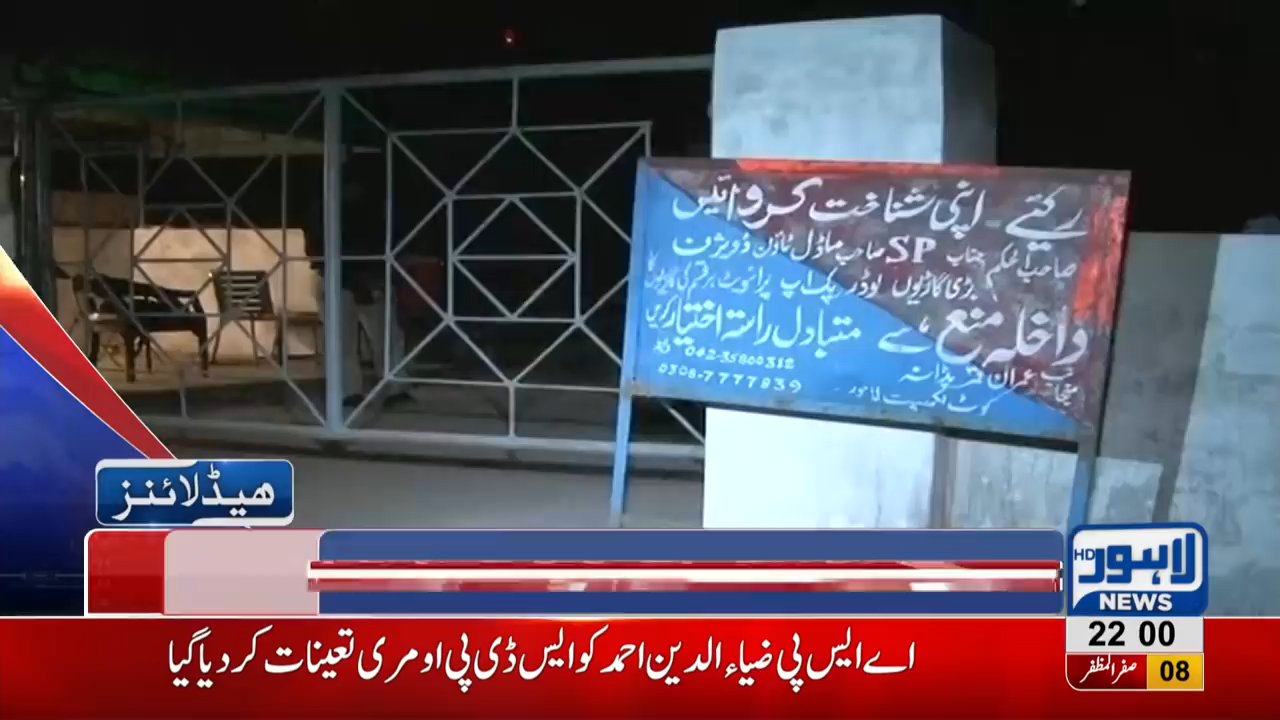 رکیئے ۔ اپنی شناخت کروائیں
جناب SP صاحب ماڈل ٹاؤن ڈویژن
بڑی گاڑیوں لوڈر پک اپ پرائیویٹ ہر قسم کی گاڑیوں کا
داخلہ منع ہے متبادل راستہ اختیار کریں
042-35800312
0308-7777839
منجانب عمران
کوٹ لکھپت لاہور
ھیڈلائنز
HD لاہور
NEWS
22 00
صفر المظفر 08
اے ایس پی ضیاء الدین احمد کو ایس ڈی پی او مری تعینات کر دیا گیا